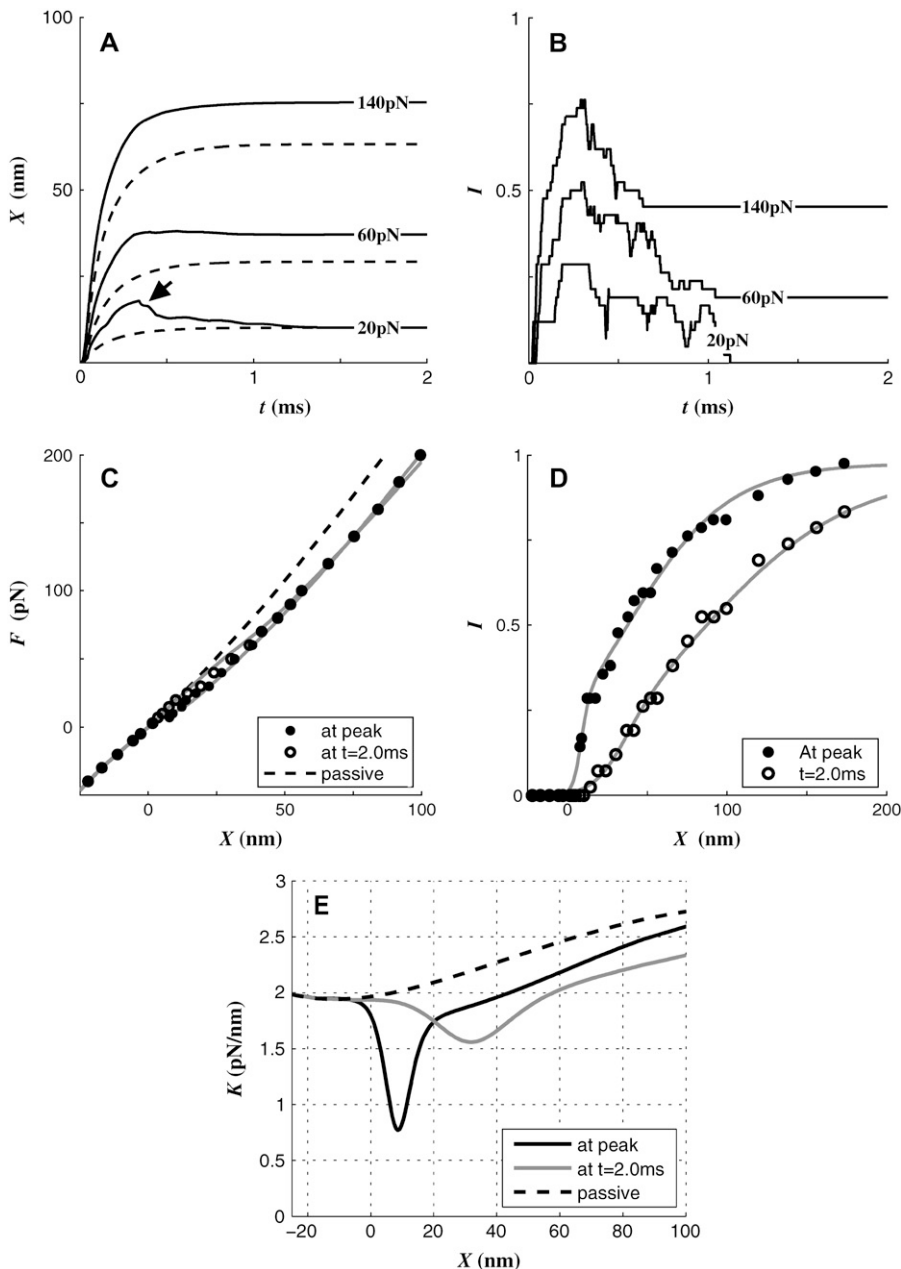 A
B
100
50
0
X (nm)
140pN
60pN
20pN
0
1
2
t (ms)
1
0.5
0
I
140pN
60pN
20pN
0
1
2
t (ms)
C
D
200
100
0
F (pN)
at peak
at t=2.0ms
passive
0
50
100
X (nm)
1
0.5
0
I
At peak
t=2.0ms
0
100
200
X (nm)
E
3
2.5
2
1.5
1
0.5
0
K (pN/nm)
at peak
at t=2.0ms
passive
−20
0
20
40
60
80
100
X (nm)